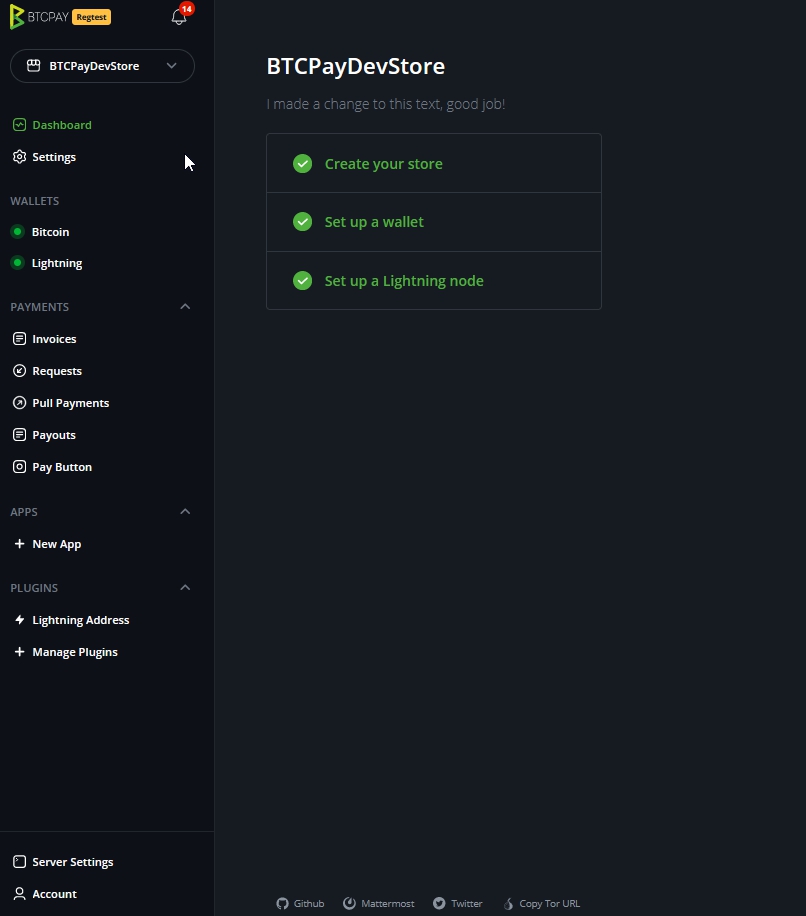 BTCPAY Regtest 14
BTCPayDevStore
Dashboard
Settings
WALLETS
Bitcoin
Lightning
PAYMENTS
Invoices
Requests
Pull Payments
Payouts
Pay Button
APPS
New App
PLUGINS
Lightning Address
Manage Plugins
Server Settings
Account
BTCPayDevStore
I made a change to this text, good job!
Create your store
Set up a wallet
Set up a Lightning node
Github Mattermost Twitter Copy Tor URL